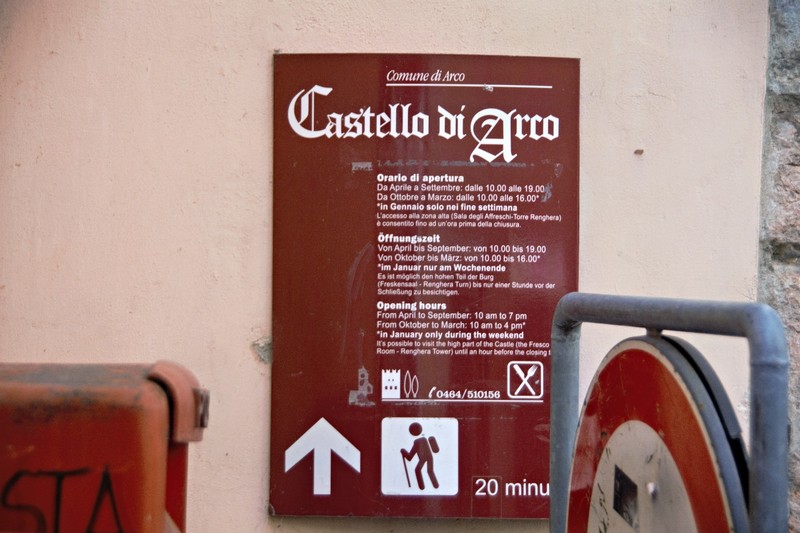 Comune di Arco
Castello di Arco
Orario di apertura
Da Aprile a Settembre: dalle 10.00 alle 19.00
Da Ottobre a Marzo: dalle 10.00 alle 16.00*
*in Gennaio solo nei fine settimana
L'accesso alla zona alta (Sala degli Affreschi-Torre Renghera)
è consentito fino ad un'ora prima della chiusura.
Öffnungszeit
Von April bis September: von 10.00 bis 19.00
Von Oktober bis März: von 10.00 bis 16.00*
*im Januar nur am Wochenende
Es ist möglich den hohen Teil der Burg
(Freskensaal - Renghera Turn) bis nur einer Stunde vor der
Schließung zu besichtigen.
Opening hours
From April to September: 10 am to 7 pm
From Oktober to March: 10 am to 4 pm*
*in January only during the weekend
It's possible to visit the high part of the Castle (the Fresco
Room - Renghera Tower) until an hour before the closing t
0464/510156
20 minu
STA